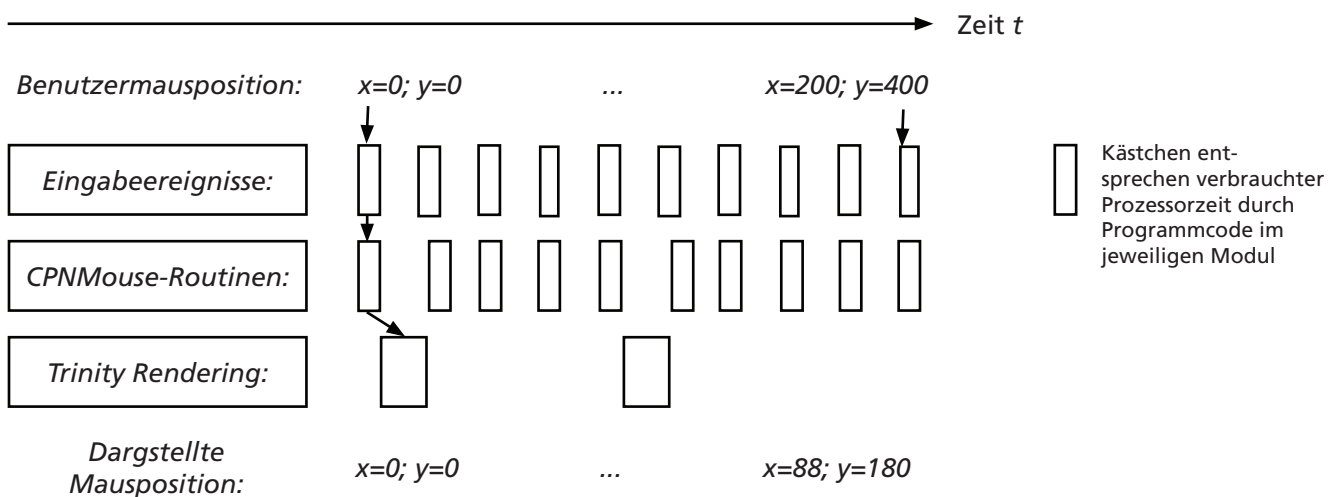 Zeit t
Benutzermausposition: x=0; y=0 ... x=200; y=400
Eingabeereignisse:
CPNMouse-Routinen:
Trinity Rendering:
Dargstellte
Mausposition:
x=0; y=0 ... x=88; y=180
Kästchen ent-
sprechen verbrauchter
Prozessorzeit durch
Programmcode im
jeweiligen Modul